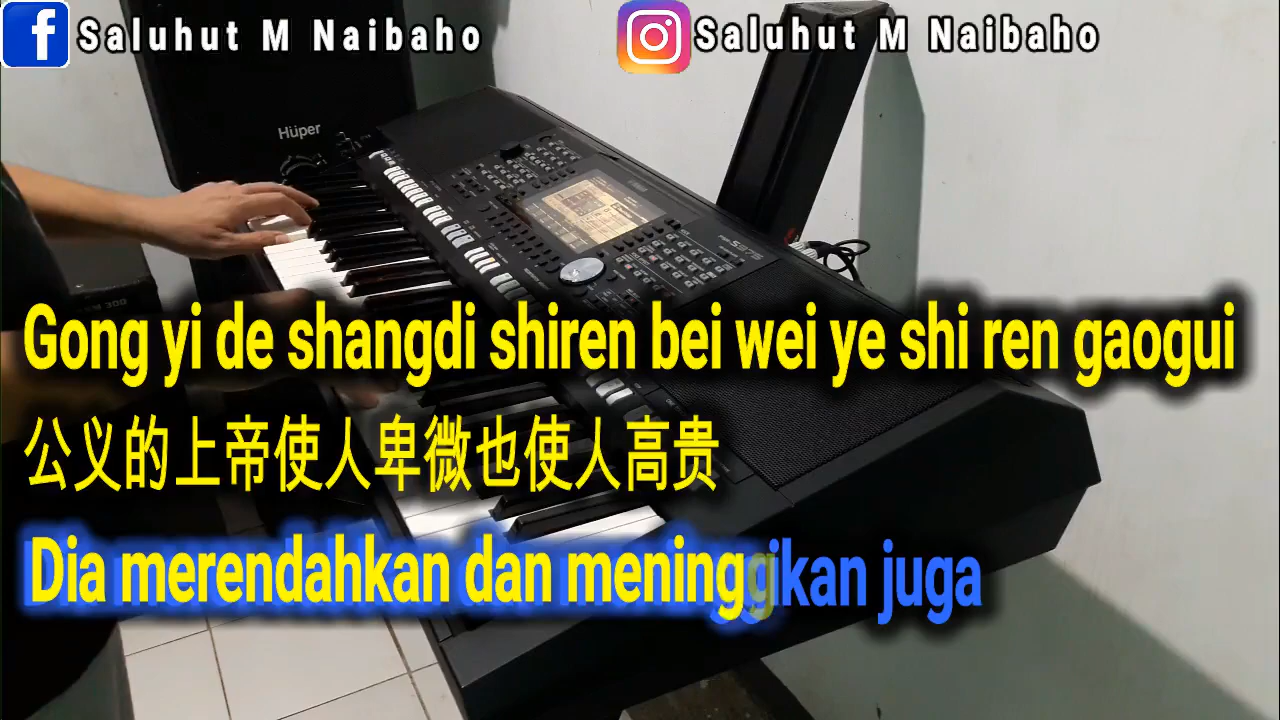 Saluhut M Naibaho
Saluhut M Naibaho
Hüper
Gong yi de shangdi shiren bei wei ye shi ren gaogui
公义的上帝使人卑微也使人高贵
Dia merendahkan dan meninggikan juga